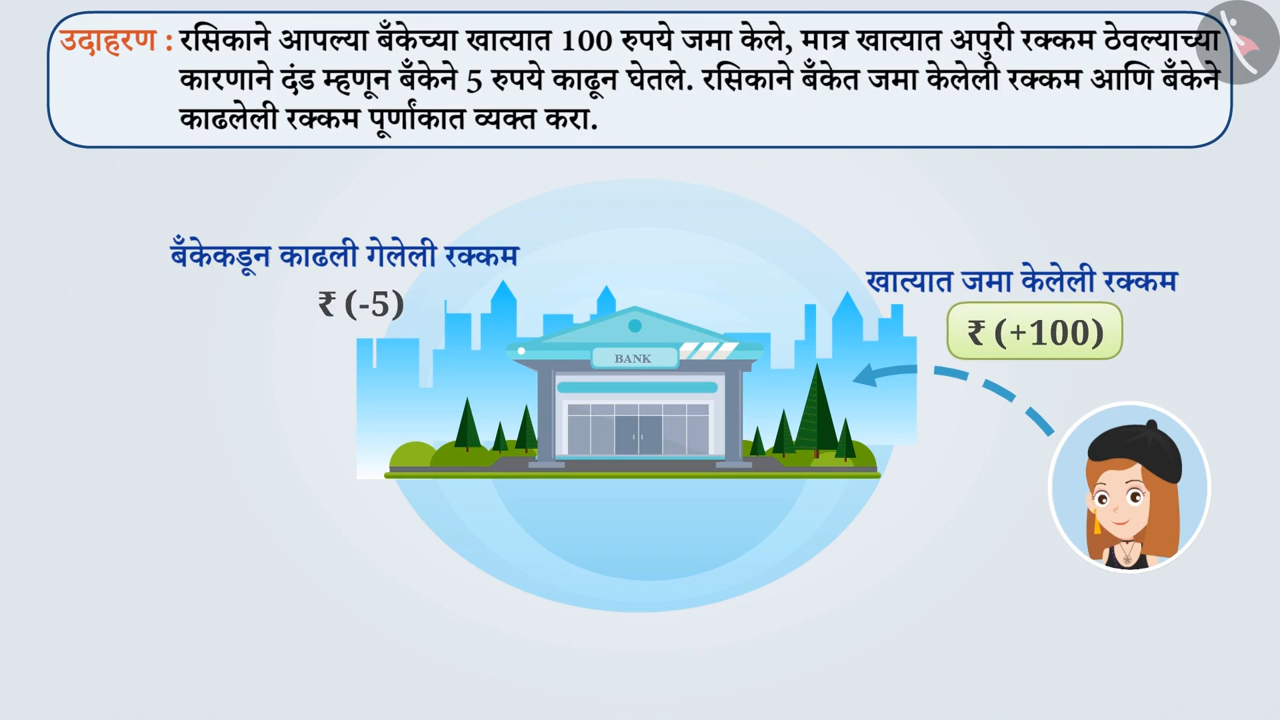 उदाहरण : रसिकाने आपल्या बँकेच्या खात्यात 100 रुपये जमा केले, मात्र खात्यात अपुरी रक्कम ठेवल्याच्या
कारणाने दंड म्हणून बँकेने 5 रुपये काढून घेतले. रसिकाने बँकेत जमा केलेली रक्कम आणि बँकेने
काढलेली रक्कम पूर्णांकात व्यक्त करा.
बँकेकडून काढली गेलेली रक्कम
₹ (-5)
खात्यात जमा केलेली रक्कम
₹ (+100)
BANK